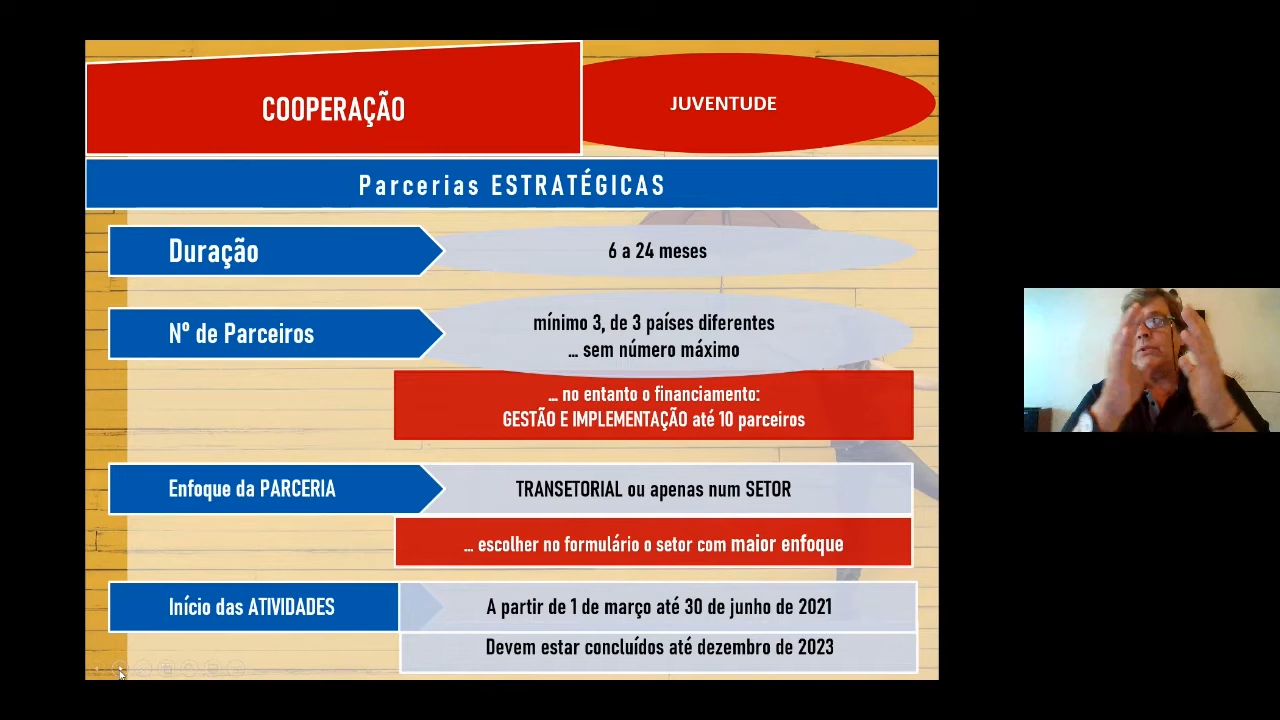 COOPERAÇÃO
JUVENTUDE
Parcerias ESTRATÉGICAS
Duração
6 a 24 meses
Nº de Parceiros
mínimo 3, de 3 países diferentes
... sem número máximo
... no entanto o financiamento:
GESTÃO E IMPLEMENTAÇÃO até 10 parceiros
Enfoque da PARCERIA
TRANSETORIAL ou apenas num SETOR
... escolher no formulário o setor com maior enfoque
Início das ATIVIDADES
A partir de 1 de março até 30 de junho de 2021
Devem estar concluídos até dezembro de 2023